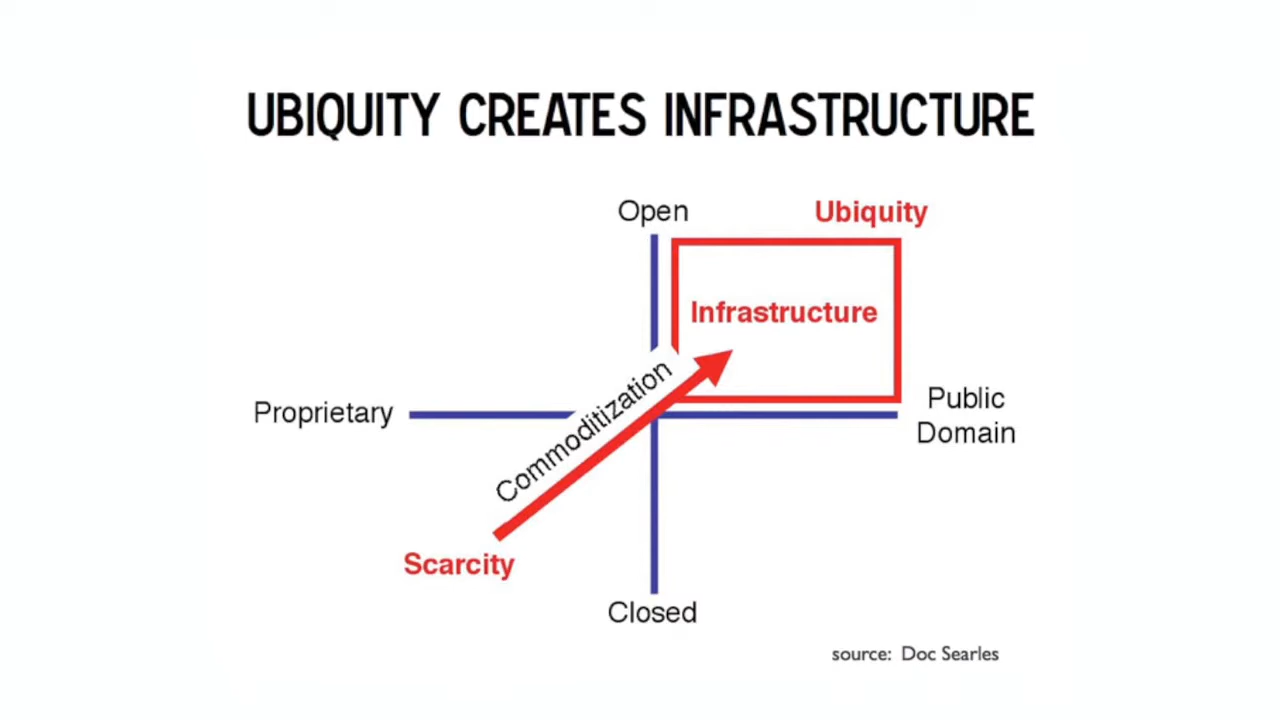 UBIQUITY CREATES INFRASTRUCTURE
Open
Ubiquity
Infrastructure
Commoditization
Proprietary
Public
Domain
Scarcity
Closed
source: Doc Searles